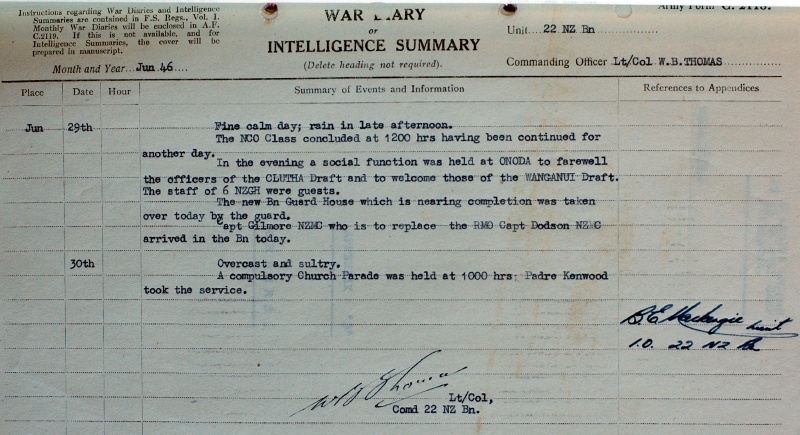 Instructions regarding War Diaries and Intelligence
Summaries are contained in F.S. Regs., Vol. I.
Monthly War Diaries will be enclosed in A.F.
C.2119. If this is not available, and for
Intelligence Summaries, the cover will be
prepared in manuscript.
Month and Year Jun 46
WAR DIARY
or
INTELLIGENCE SUMMARY
(Delete heading not required).
Army Form C. 2118.
Unit 22 NZ Bn
Commanding Officer Lt/Col W.B.THOMAS
Place Date Hour Summary of Events and Information References to Appendices
Jun 29th Fine calm day; rain in late afternoon.
The NCO Class concluded at 1200 hrs having been continued for
another day.
In the evening a social function was held at ONODA to farewell
the officers of the CLUTHA Draft and to welcome those of the WANGANUI Draft.
The staff of 6 NZGH were guests.
The new Bn Guard House which is nearing completion was taken
over today by the guard.
Capt Gilmore NZMC who is to replace the RMO Capt Dodson NZMC
arrived in the Bn today.
30th Overcast and sultry.
A compulsory Church Parade was held at 1000 hrs; Padre Kenwood
took the service.
B.E. Mackenzie Lieut
I.O. 22 NZ Bn
W B Thomas
Lt/Col,
Comd 22 NZ Bn.